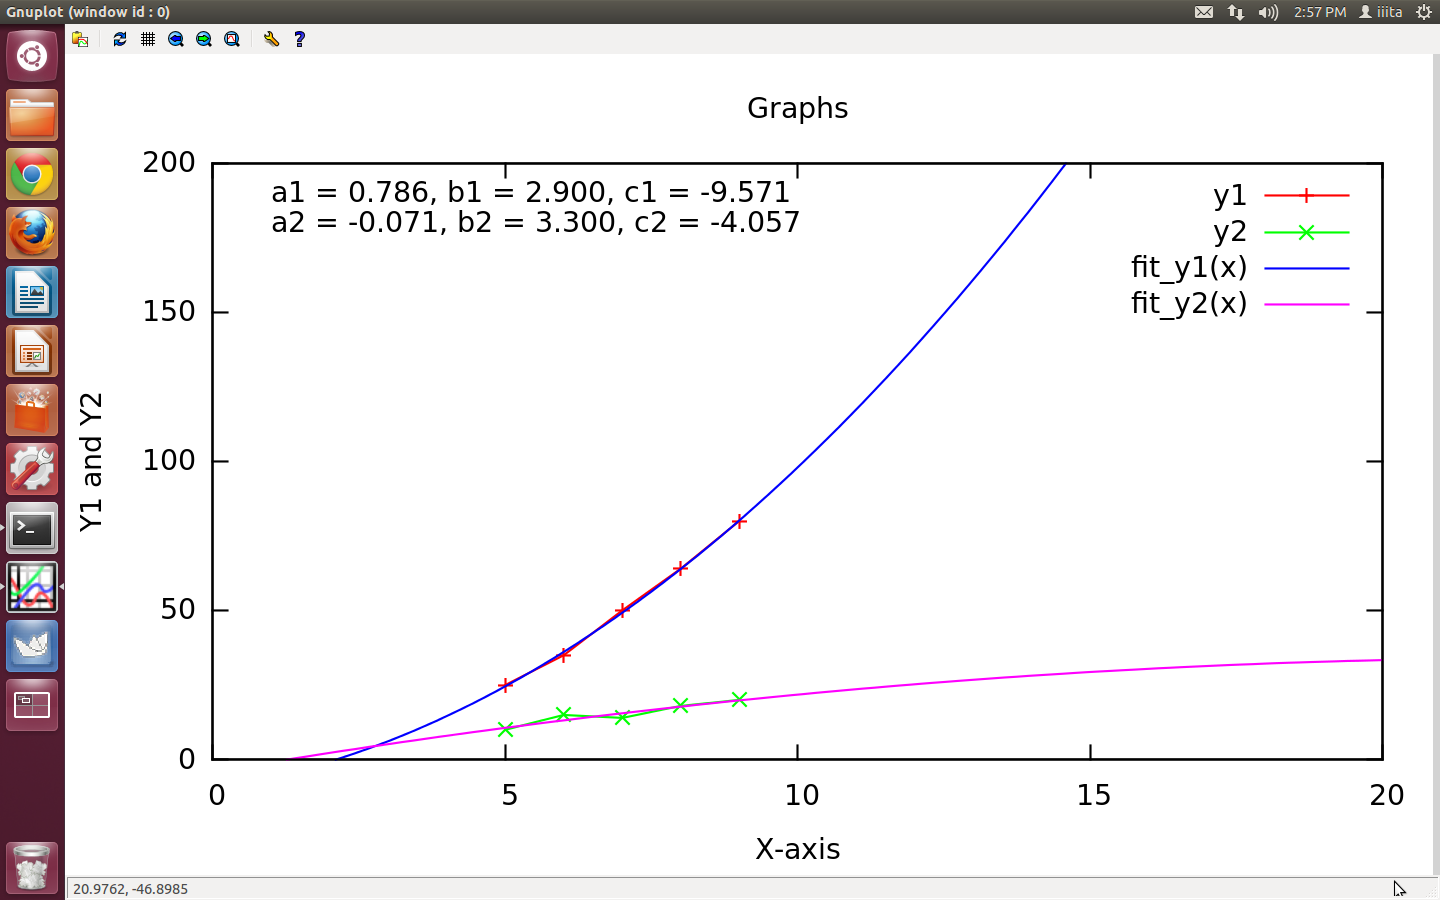 Gnuplot (window id : 0)
2:57 PM iiita
?
Graphs
200
a1 = 0.786, b1 = 2.900, c1 = -9.571
a2 = -0.071, b2 = 3.300, c2 = -4.057
y1
y2
fit_y1(x)
fit_y2(x)
150
100
50
0
Y1 and Y2
0 5 10 15 20
X-axis
>_
20.9762, -46.8985